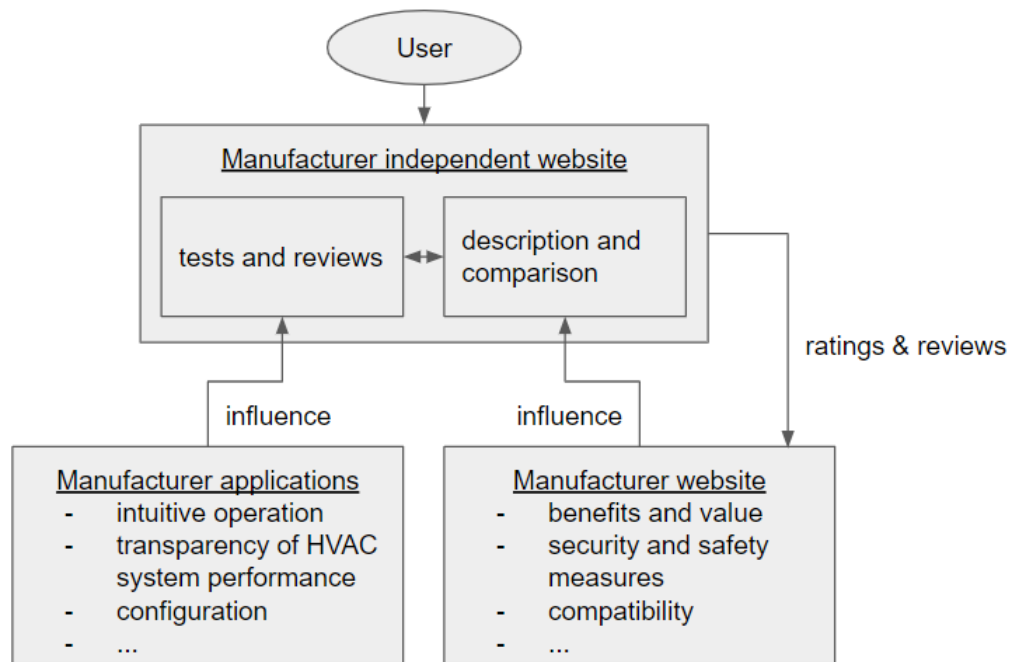 User
Manufacturer independent website
tests and reviews
description and
comparison
ratings & reviews
influence
influence
Manufacturer applications
- intuitive operation
- transparency of HVAC
system performance
- configuration
- ...
Manufacturer website
- benefits and value
- security and safety
measures
- compatibility
- ...